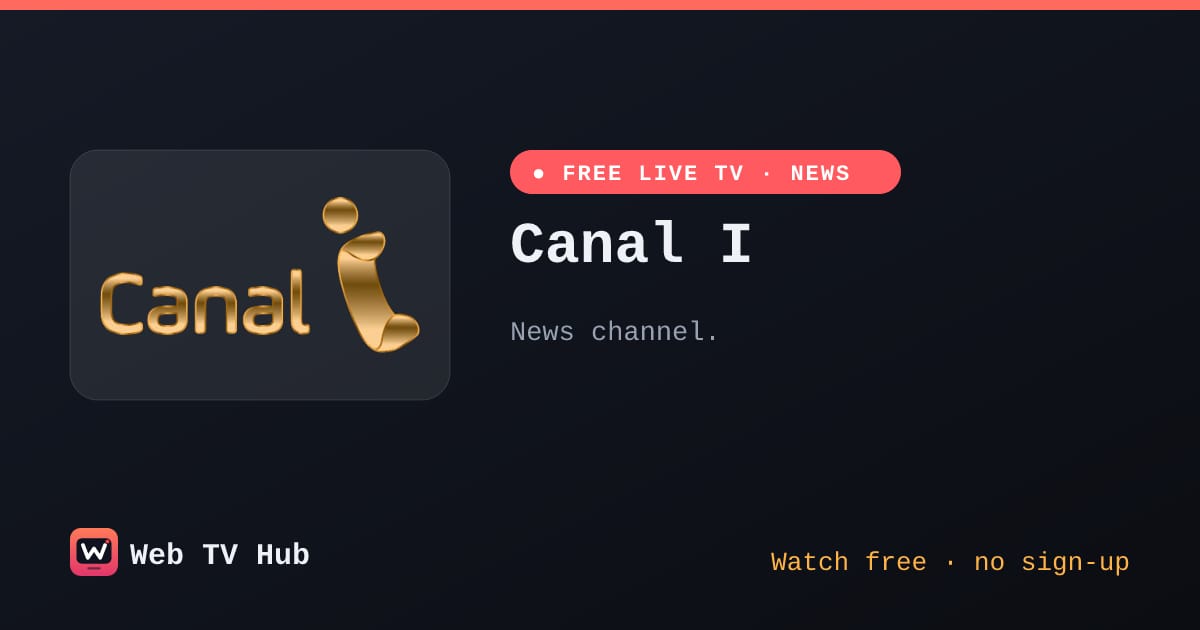 Canal i
● FREE LIVE TV · NEWS
Canal I
News channel.
W
Web TV Hub
Watch free · no sign-up